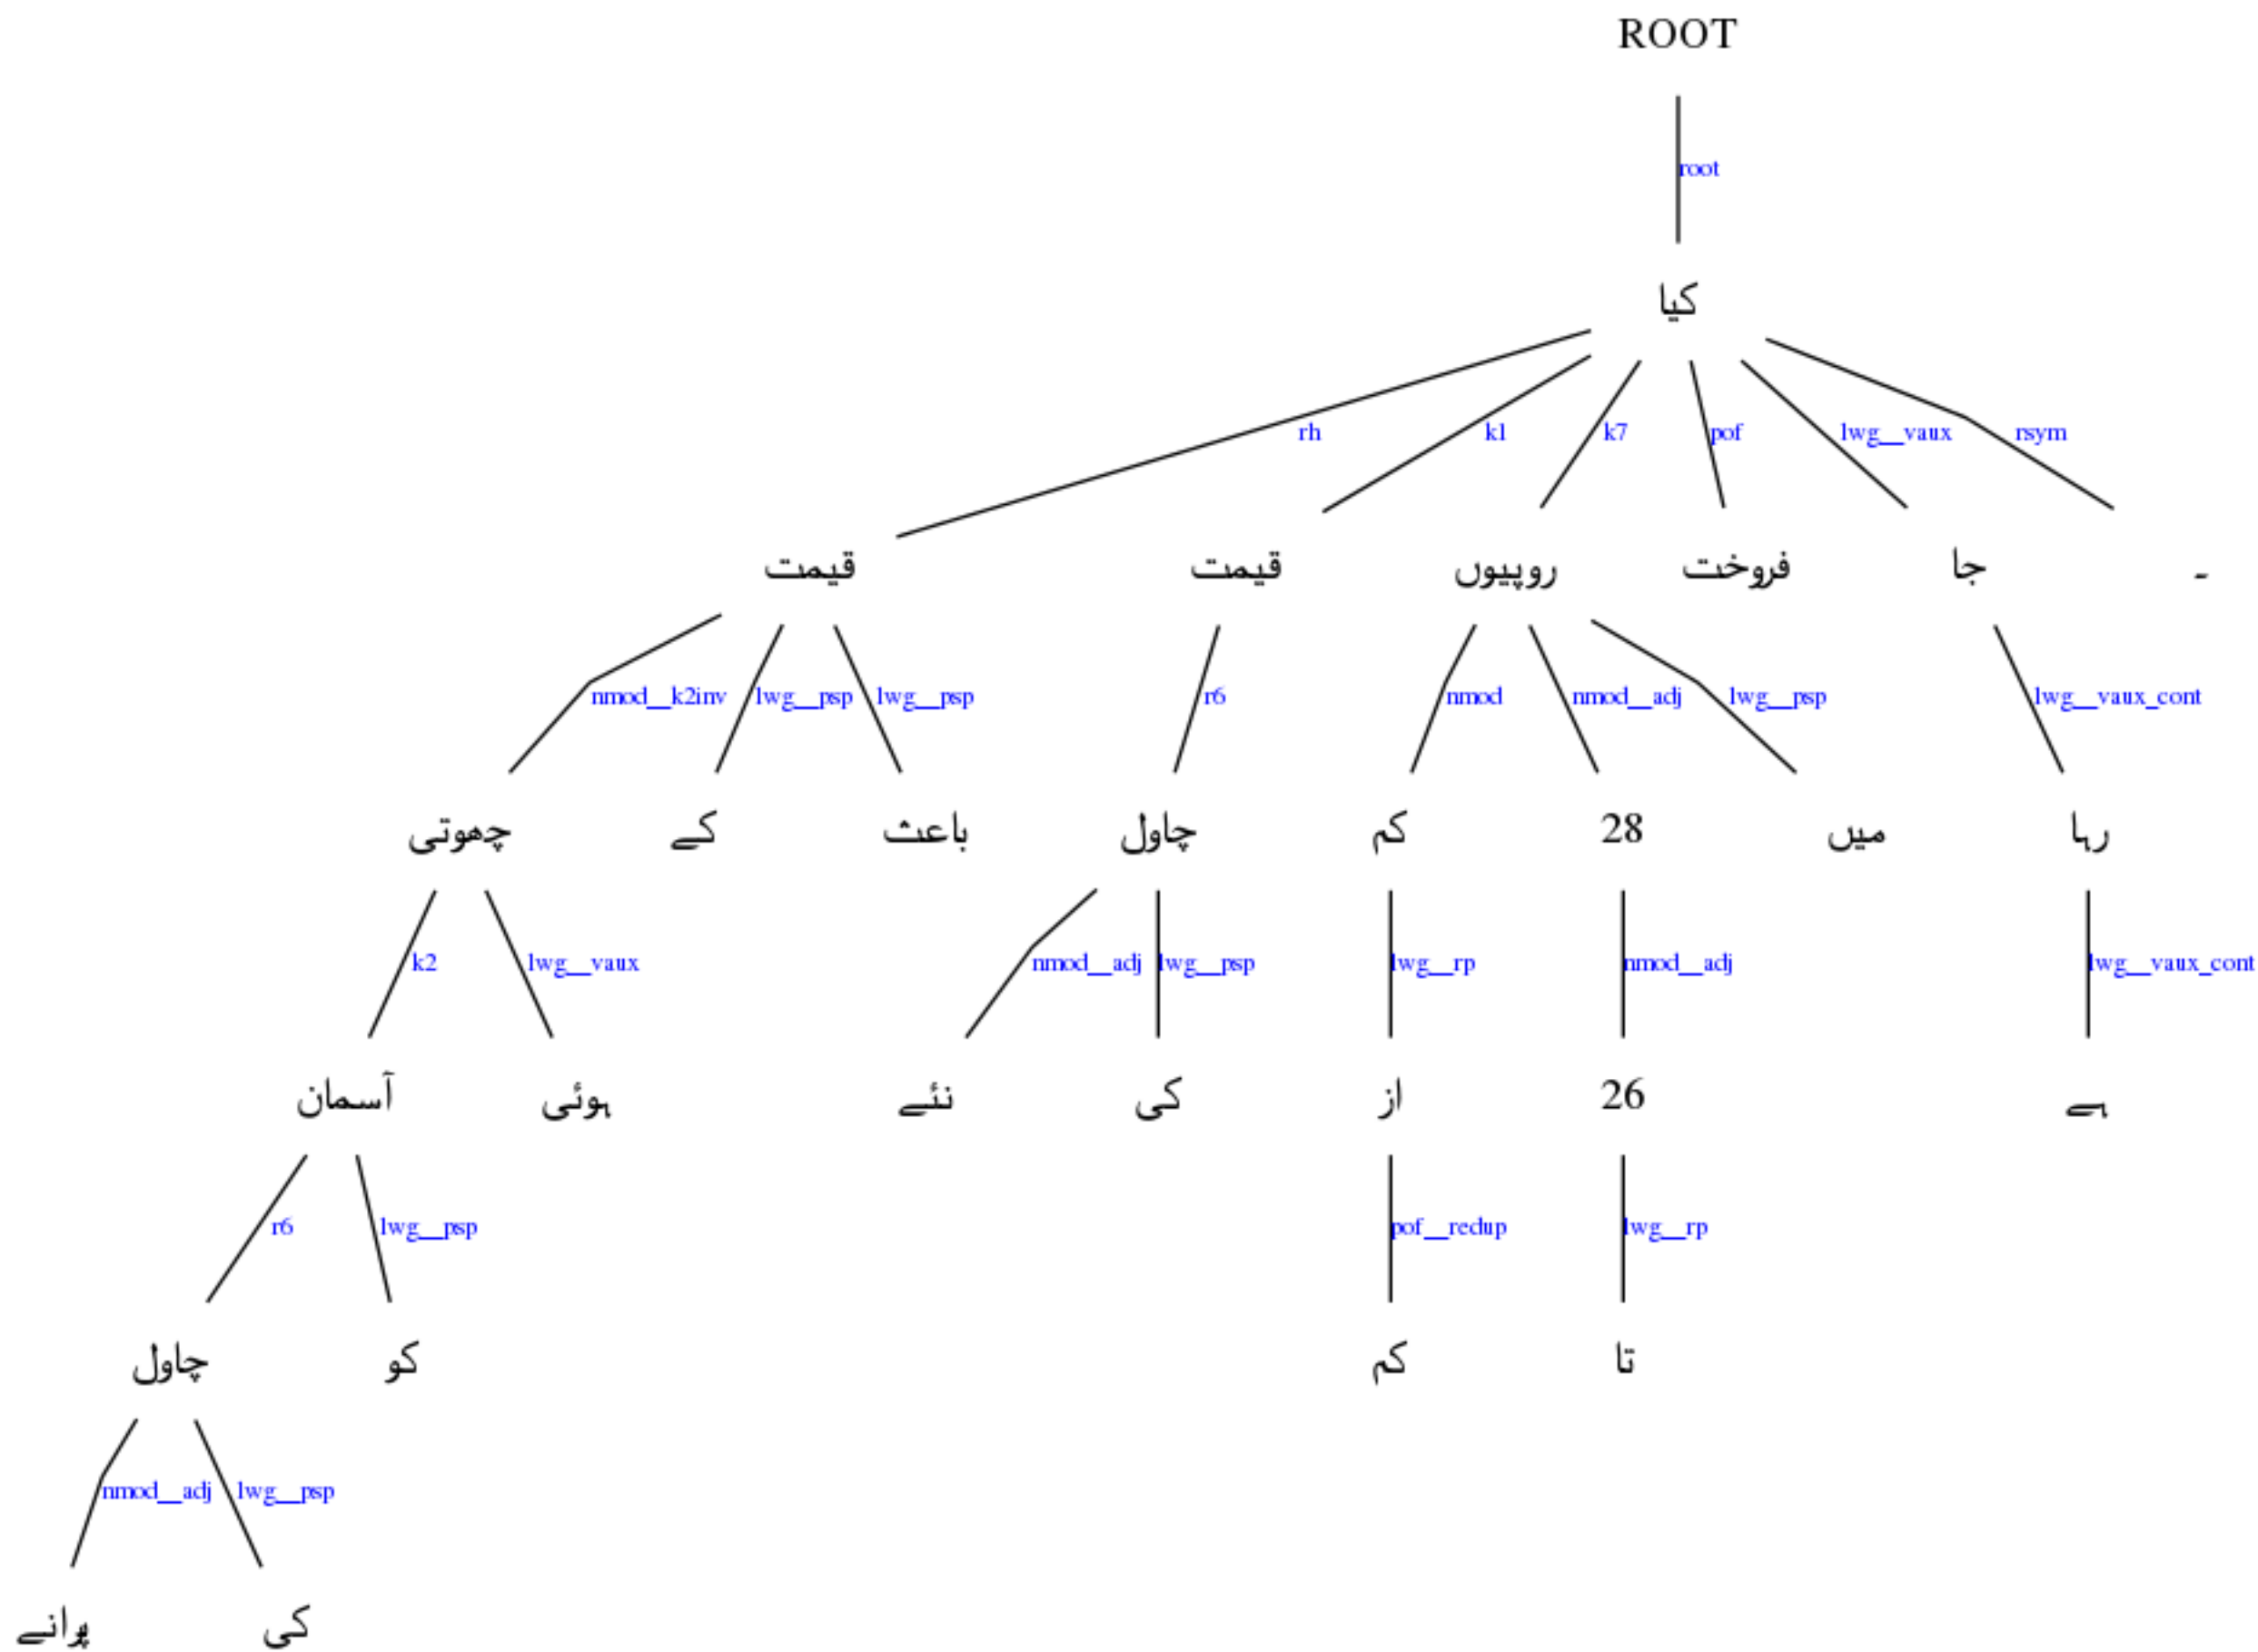 ROOT
root
کیا
rh k1 k7 pof lwg__vaux rsym
قیمت قیمت روپیوں فروخت جا ۔
nmod__k2inv lwg__psp lwg__psp r6 nmod nmod__adj lwg__psp lwg__vaux_cont
چھوتی کے باعث چاول کم 28 میں رہا
k2 lwg__vaux nmod__adj lwg__psp lwg__rp nmod__adj lwg__vaux_cont
آسمان ہوئی نئے کی از 26 ہے
r6 lwg__psp pof__redup lwg__rp
چاول کو کم تا
nmod__adj lwg__psp
پرانے کی